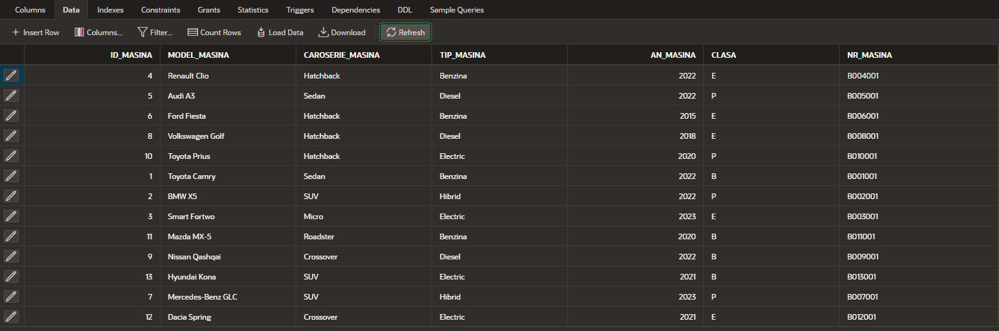 Columns Data Indexes Constraints Grants Statistics Triggers Dependencies DDL Sample Queries
Insert Row Columns... Filter... Count Rows Load Data Download Refresh
ID_MASINA MODEL_MASINA CAROSERIE_MASINA TIP_MASINA AN_MASINA CLASA NR_MASINA
4 Renault Clio Hatchback Benzina 2022 E B004001
5 Audi A3 Sedan Diesel 2022 P B005001
6 Ford Fiesta Hatchback Benzina 2015 E B006001
8 Volkswagen Golf Hatchback Diesel 2018 E B008001
10 Toyota Prius Hatchback Electric 2020 P B010001
1 Toyota Camry Sedan Benzina 2022 B B001001
2 BMW X5 SUV Hibrid 2022 P B002001
3 Smart Fortwo Micro Electric 2023 E B003001
11 Mazda MX-5 Roadster Benzina 2020 B B011001
9 Nissan Qashqai Crossover Diesel 2022 B B009001
13 Hyundai Kona SUV Electric 2021 B B013001
7 Mercedes-Benz GLC SUV Hibrid 2023 P B007001
12 Dacia Spring Crossover Electric 2021 E B012001